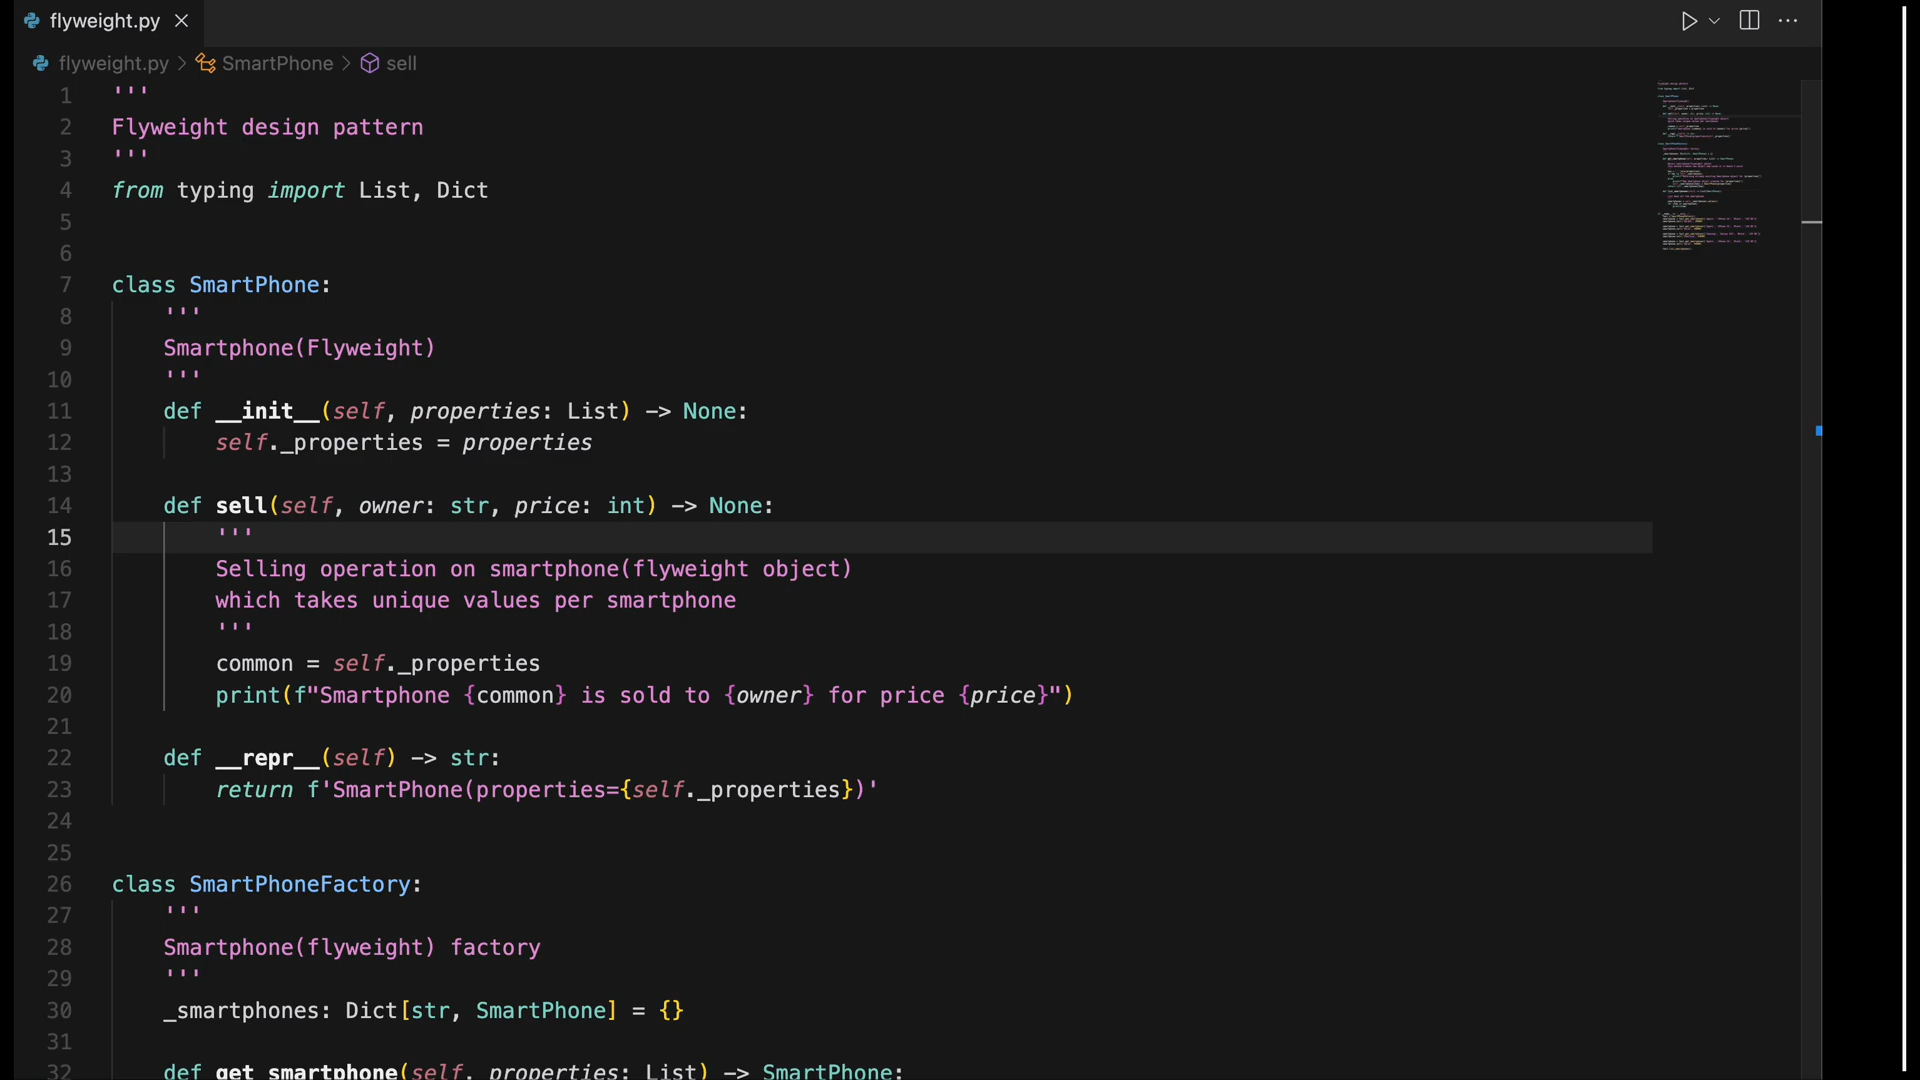 flyweight.py
flyweight.py > SmartPhone > sell
1 '''
2 Flyweight design pattern
3 '''
4 from typing import List, Dict
5
6
7 class SmartPhone:
8     '''
9     Smartphone(Flyweight)
10     '''
11     def __init__(self, properties: List) -> None:
12         self._properties = properties
13
14     def sell(self, owner: str, price: int) -> None:
15         '''
16         Selling operation on smartphone(flyweight object)
17         which takes unique values per smartphone
18         '''
19         common = self._properties
20         print(f"Smartphone {common} is sold to {owner} for price {price}")
21
22     def __repr__(self) -> str:
23         return f'SmartPhone(properties={self._properties})'
24
25
26 class SmartPhoneFactory:
27     '''
28     Smartphone(flyweight) factory
29     '''
30     _smartphones: Dict[str, SmartPhone] = {}
31
32     def get_smartphone(self, properties: List) -> SmartPhone: